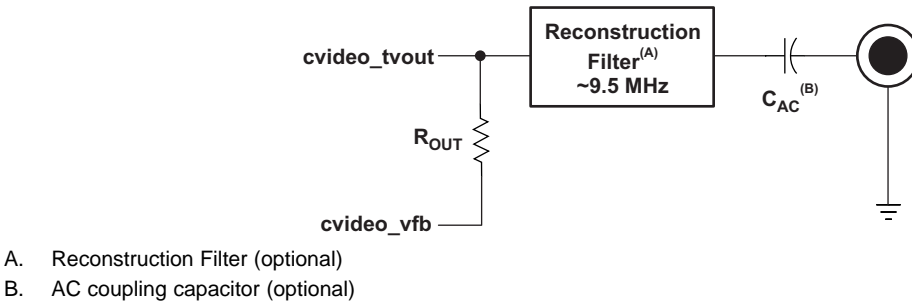 cvideo_tvout
Reconstruction
Filter(A)
~9.5 MHz
CAC(B)
ROUT
cvideo_vfb
A. Reconstruction Filter (optional)
B. AC coupling capacitor (optional)